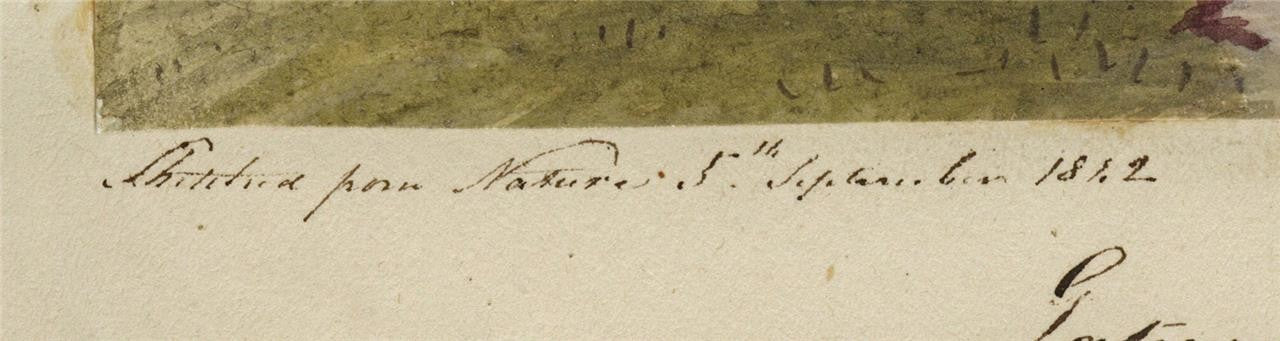 Sketched from Nature 5th September 1812